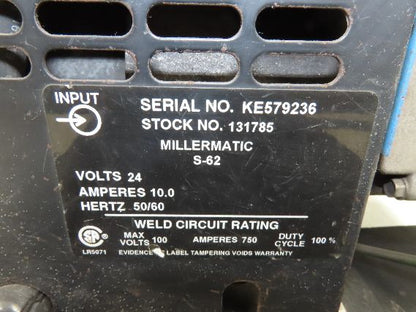 INPUT
SERIAL NO. KE579236
STOCK NO. 131785
MILLERMATIC
S-62
VOLTS 24
AMPERES 10.0
HERTZ 50/60
WELD CIRCUIT RATING
MAX VOLTS 100 AMPERES 750 DUTY CYCLE 100 %
LR5071 EVIDENCE OF LABEL TAMPERING VOIDS WARRANTY